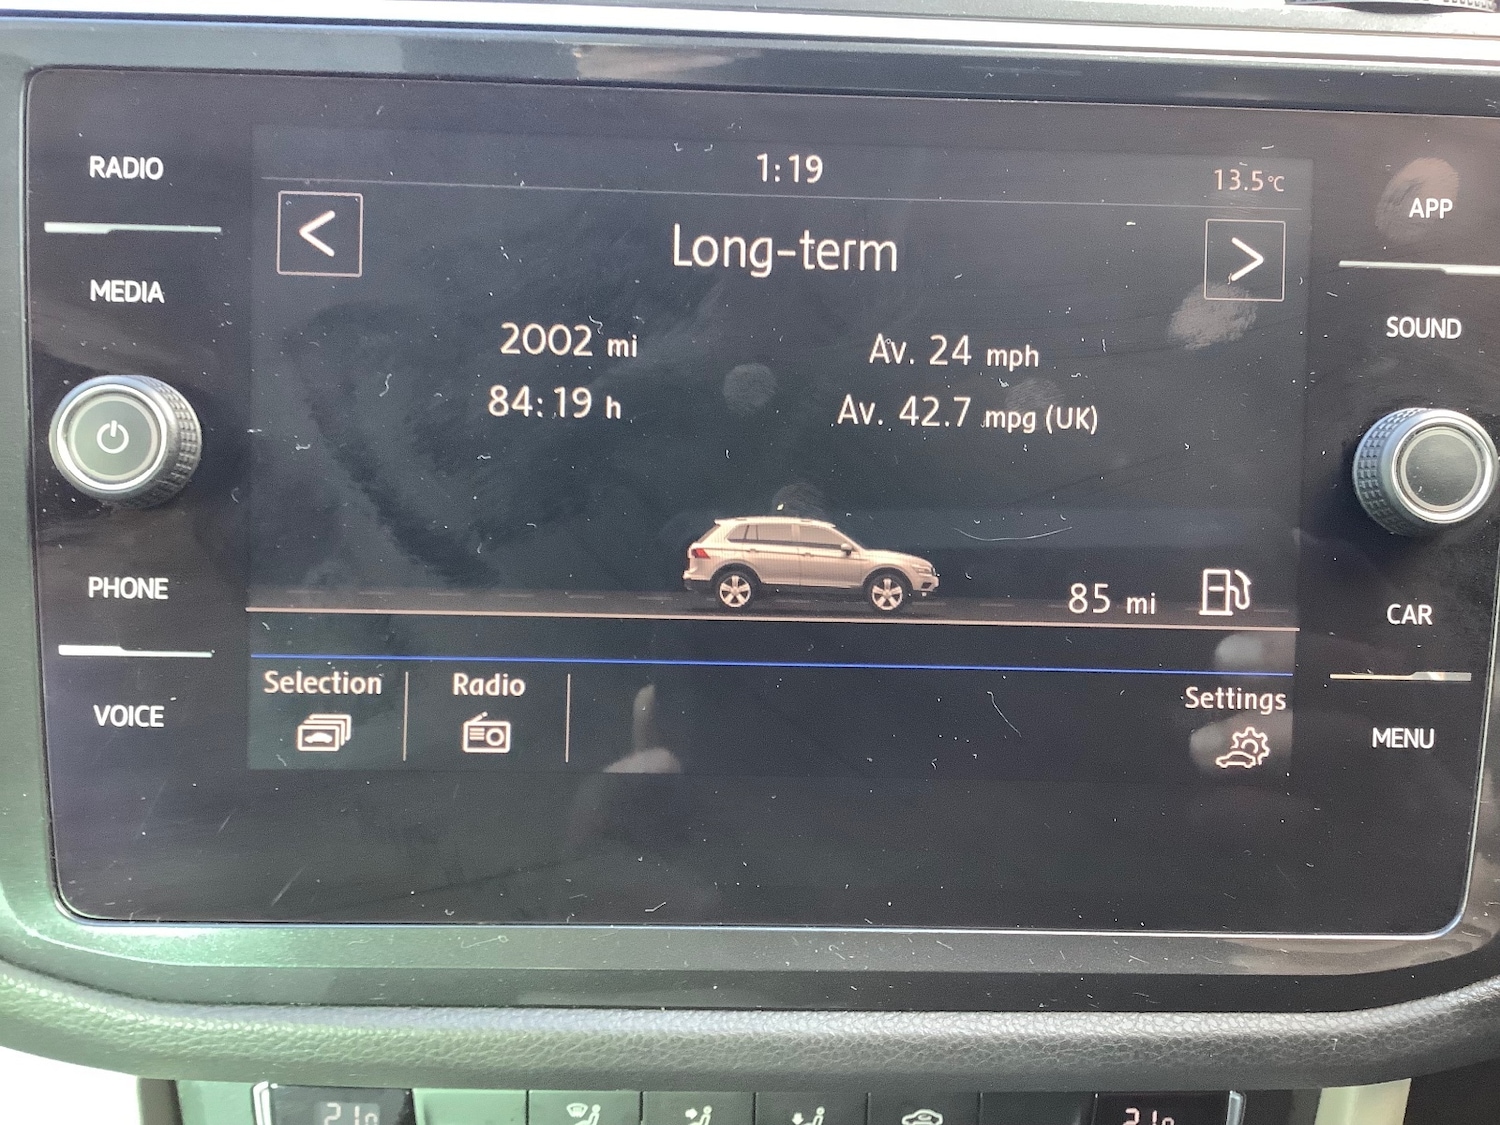 RADIO
MEDIA
PHONE
VOICE
1:19
13.5°C
<
Long-term
>
2002 mi
84:19 h
Av. 24 mph
Av. 42.7 mpg (UK)
85 mi
Selection
Radio
Settings
APP
SOUND
CAR
MENU